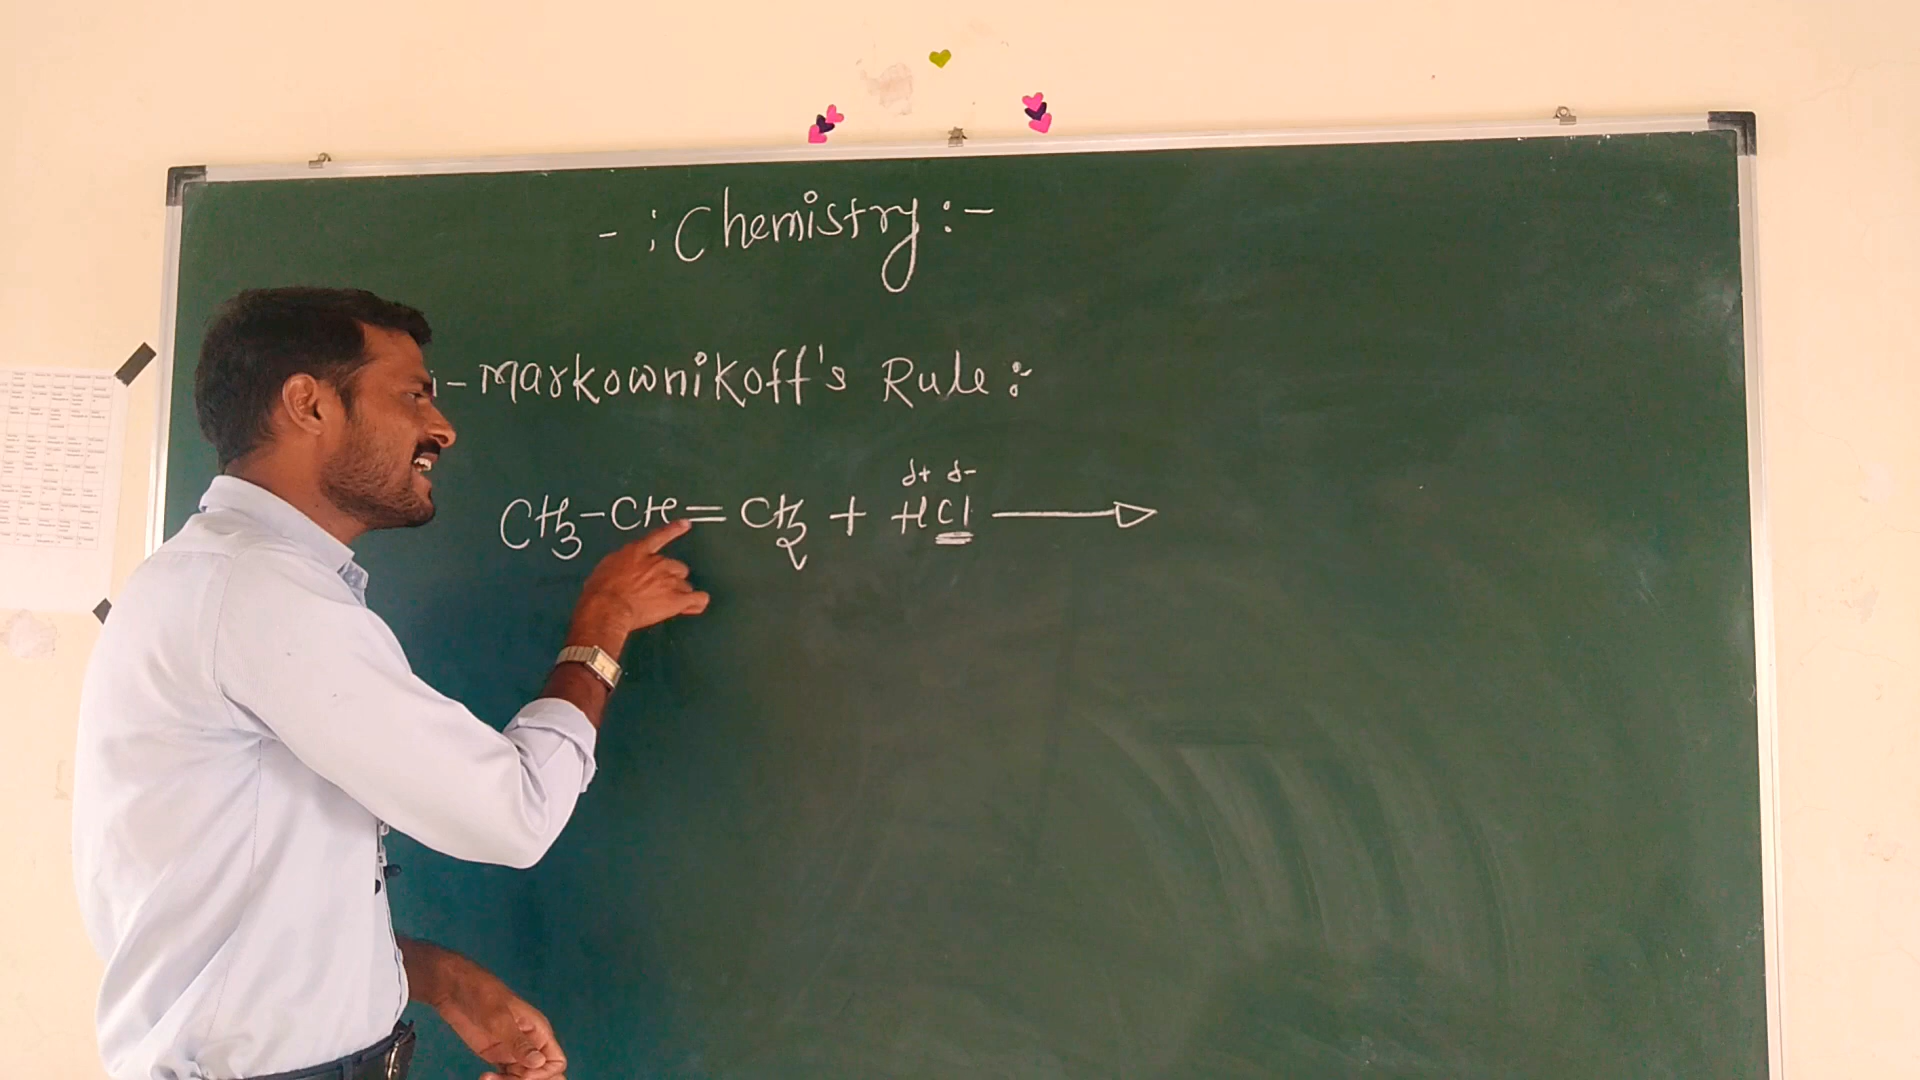 - : Chemistry : -
i - Markownikoff's Rule :-
δ+ δ-
CH3 - CH = CH2 + HCl →